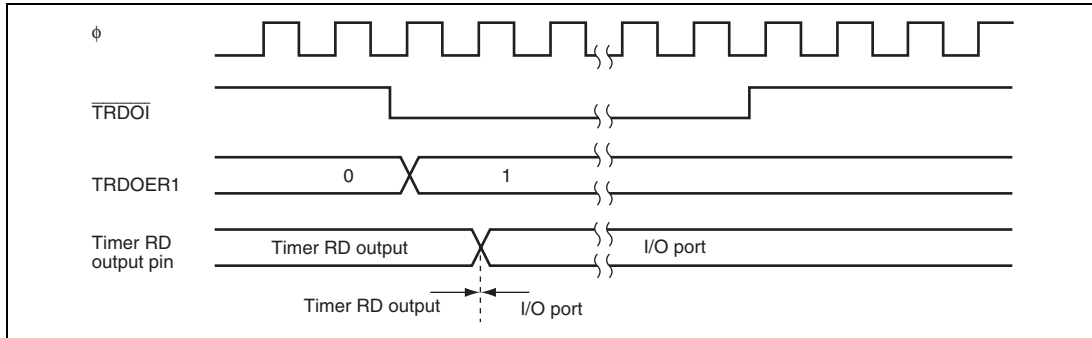 ϕ
TRDOI
TRDOER1
0
1
Timer RD
output pin
Timer RD output
I/O port
Timer RD output
I/O port